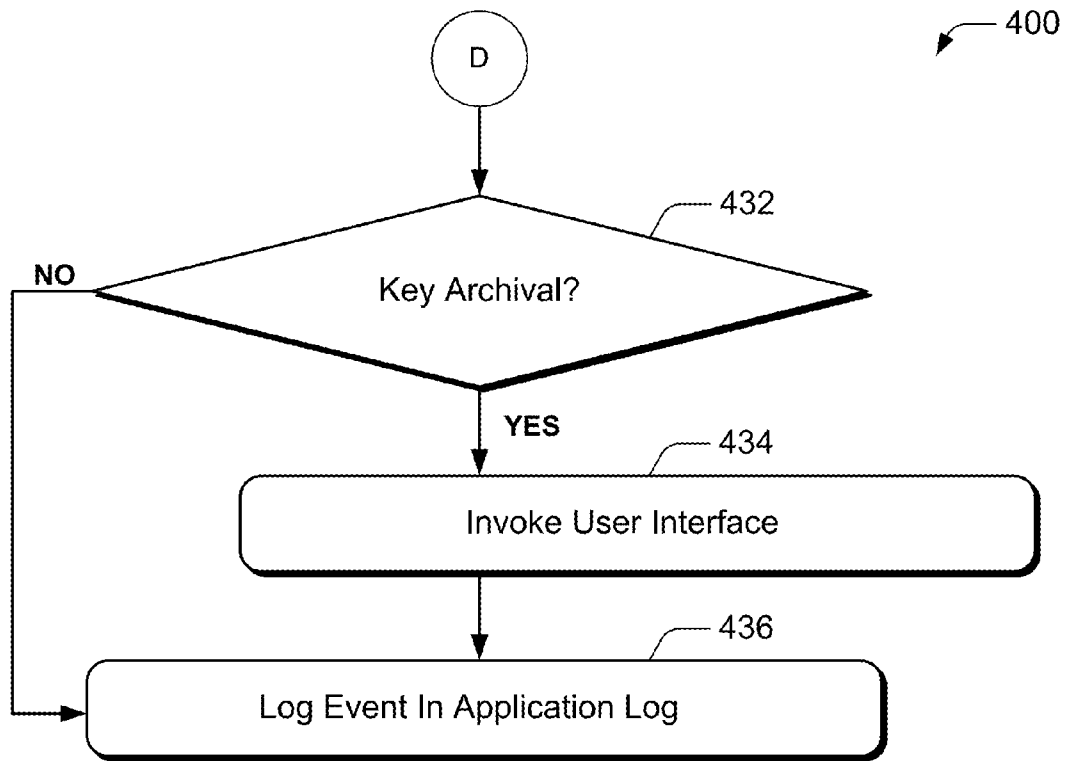 400
D
432
Key Archival?
NO
YES
434
Invoke User Interface
436
Log Event In Application Log